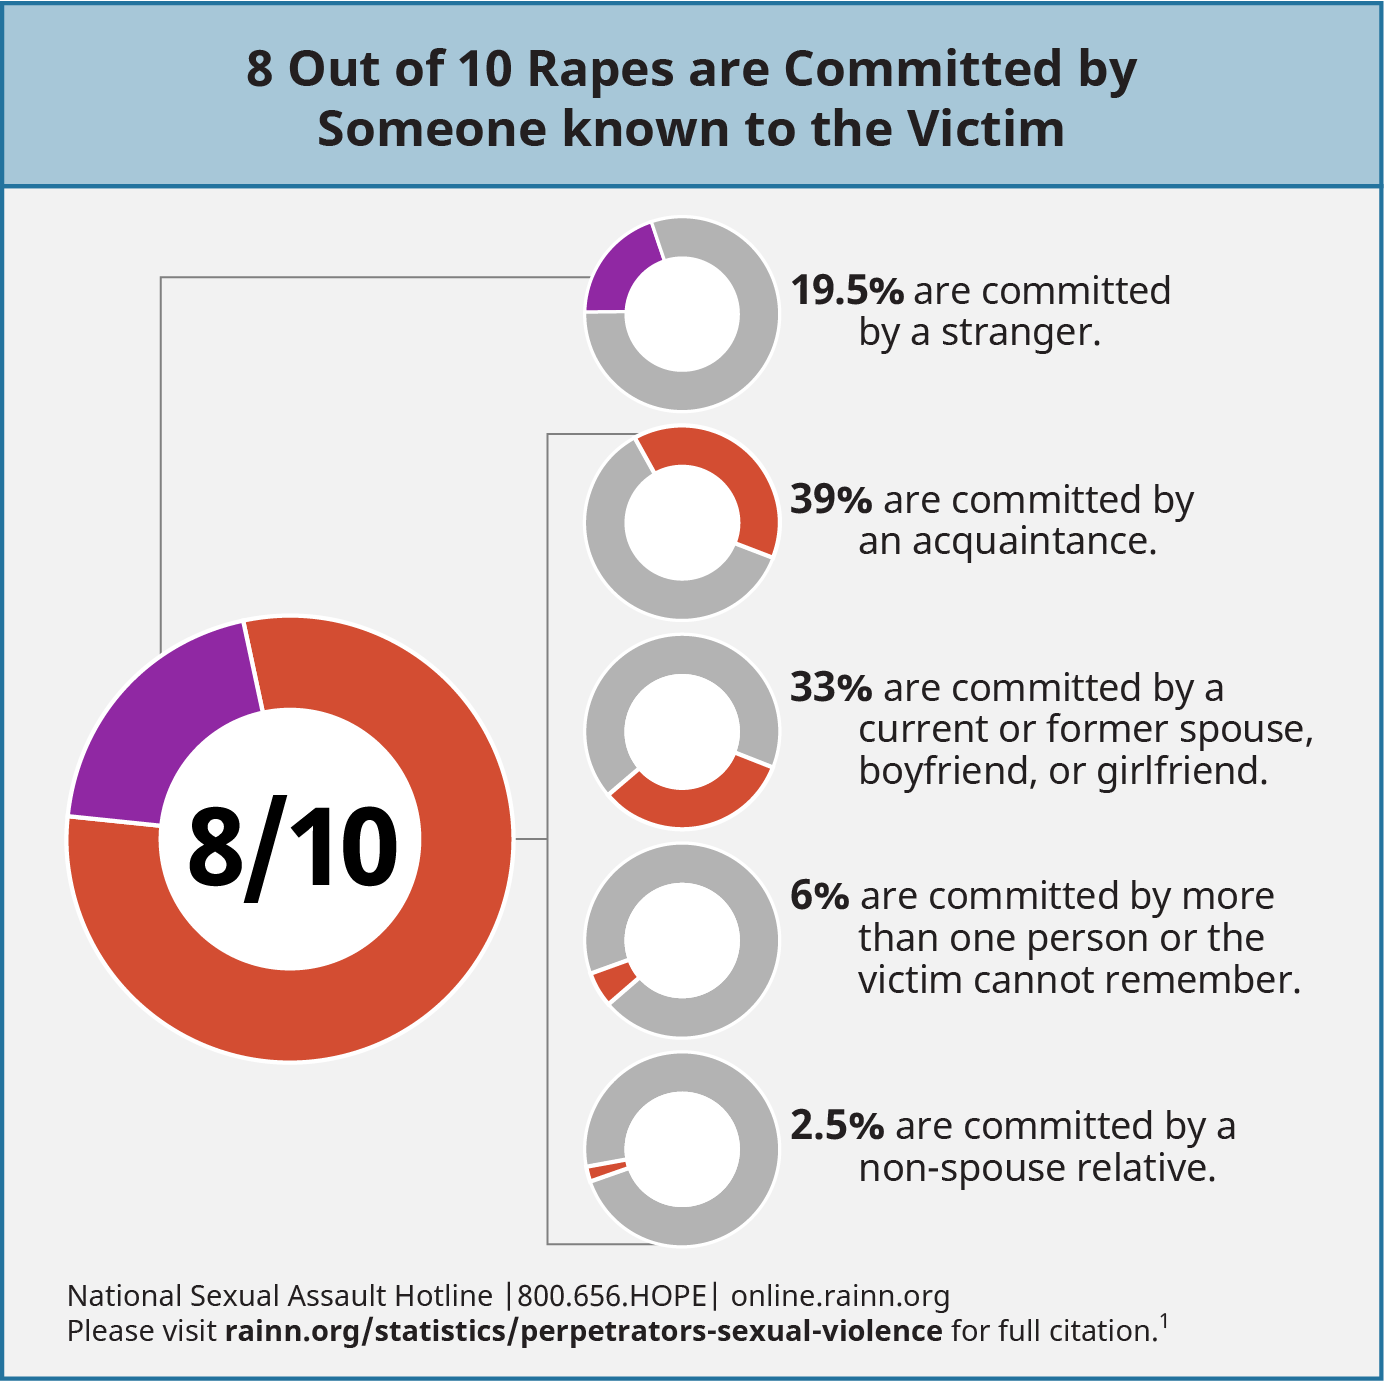 8 Out of 10 Rapes are Committed by
Someone known to the Victim
19.5% are committed
by a stranger.
39% are committed by
an acquaintance.
33% are committed by a
current or former spouse,
boyfriend, or girlfriend.
8/10
6% are committed by more
than one person or the
victim cannot remember.
2.5% are committed by a
non-spouse relative.
National Sexual Assault Hotline |800.656.HOPE| online.rainn.org
Please visit rainn.org/statistics/perpetrators-sexual-violence for full citation.1